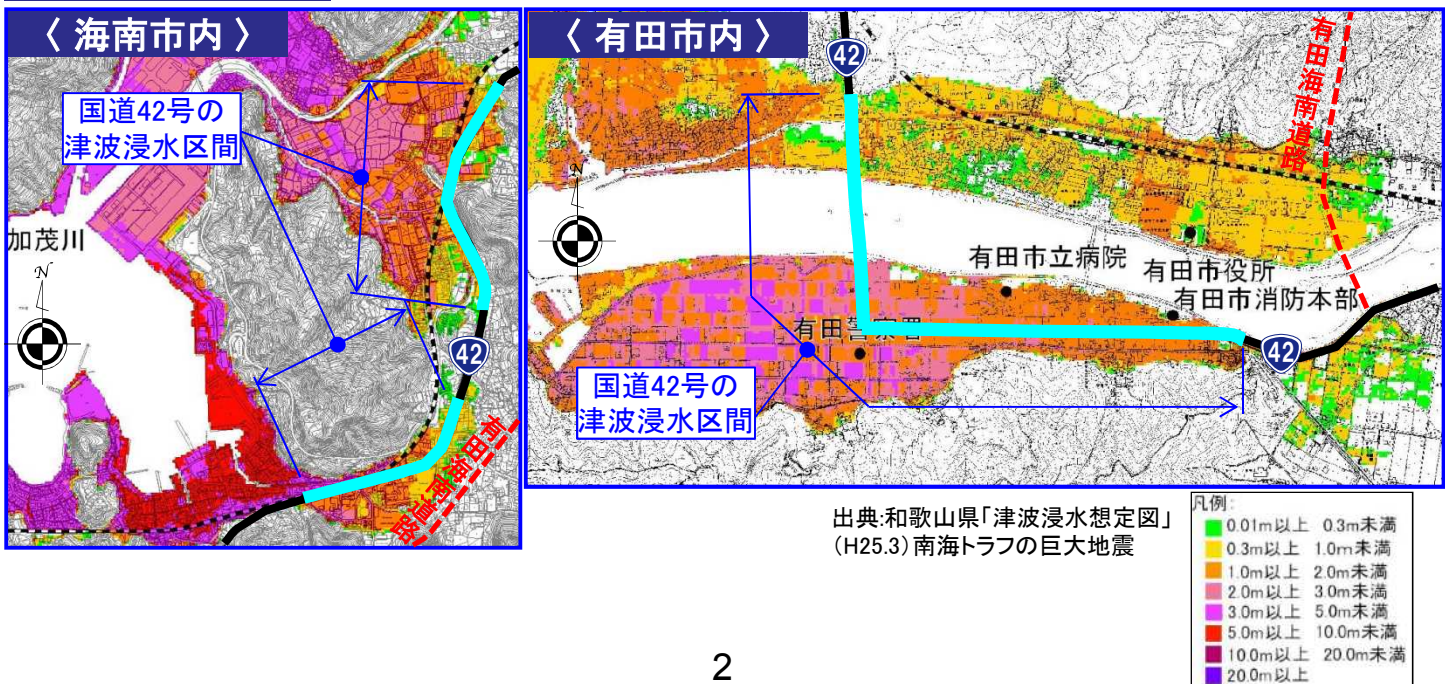 〈 海南市内 〉
国道42号の
津波浸水区間
加茂川
N
42
有田海南道路
〈 有田市内 〉
42
有田海南道路
N
有田市立病院
有田市役所
有田市消防本部
有田警察署
42
国道42号の
津波浸水区間
出典:和歌山県「津波浸水想定図」
(H25.3)南海トラフの巨大地震
凡例:
0.01m以上 0.3m未満
0.3m以上 1.0m未満
1.0m以上 2.0m未満
2.0m以上 3.0m未満
3.0m以上 5.0m未満
5.0m以上 10.0m未満
10.0m以上 20.0m未満
20.0m以上
2